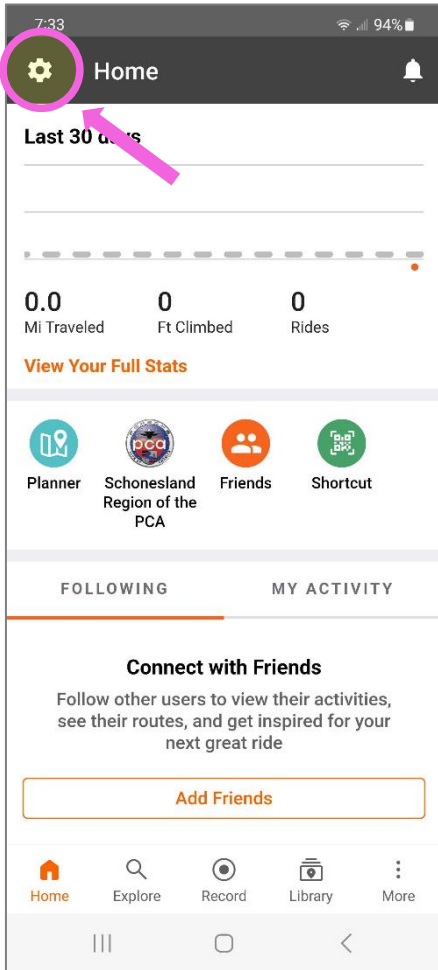 7:33
94%
Home
Last 30 days
0.0
0
0
Mi Traveled
Ft Climbed
Rides
View Your Full Stats
pca
Planner
Schonesland
Region of the
PCA
Friends
Shortcut
FOLLOWING
MY ACTIVITY
Connect with Friends
Follow other users to view their activities,
see their routes, and get inspired for your
next great ride
Add Friends
Home
Explore
Record
Library
More